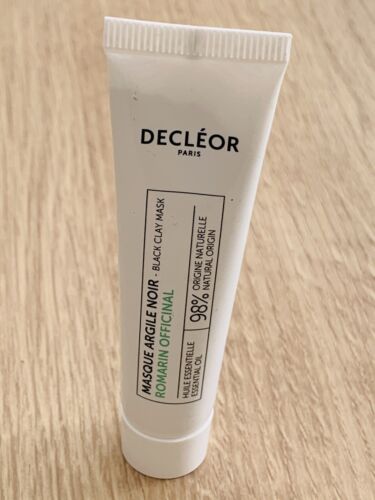 DECLÉOR
PARIS
MASQUE ARGILE NOIR - BLACK CLAY MASK
ROMARIN OFFICINAL
HUILE ESSENTIELLE
ESSENTIAL OIL
98% ORIGINE NATURELLE
NATURAL ORIGIN